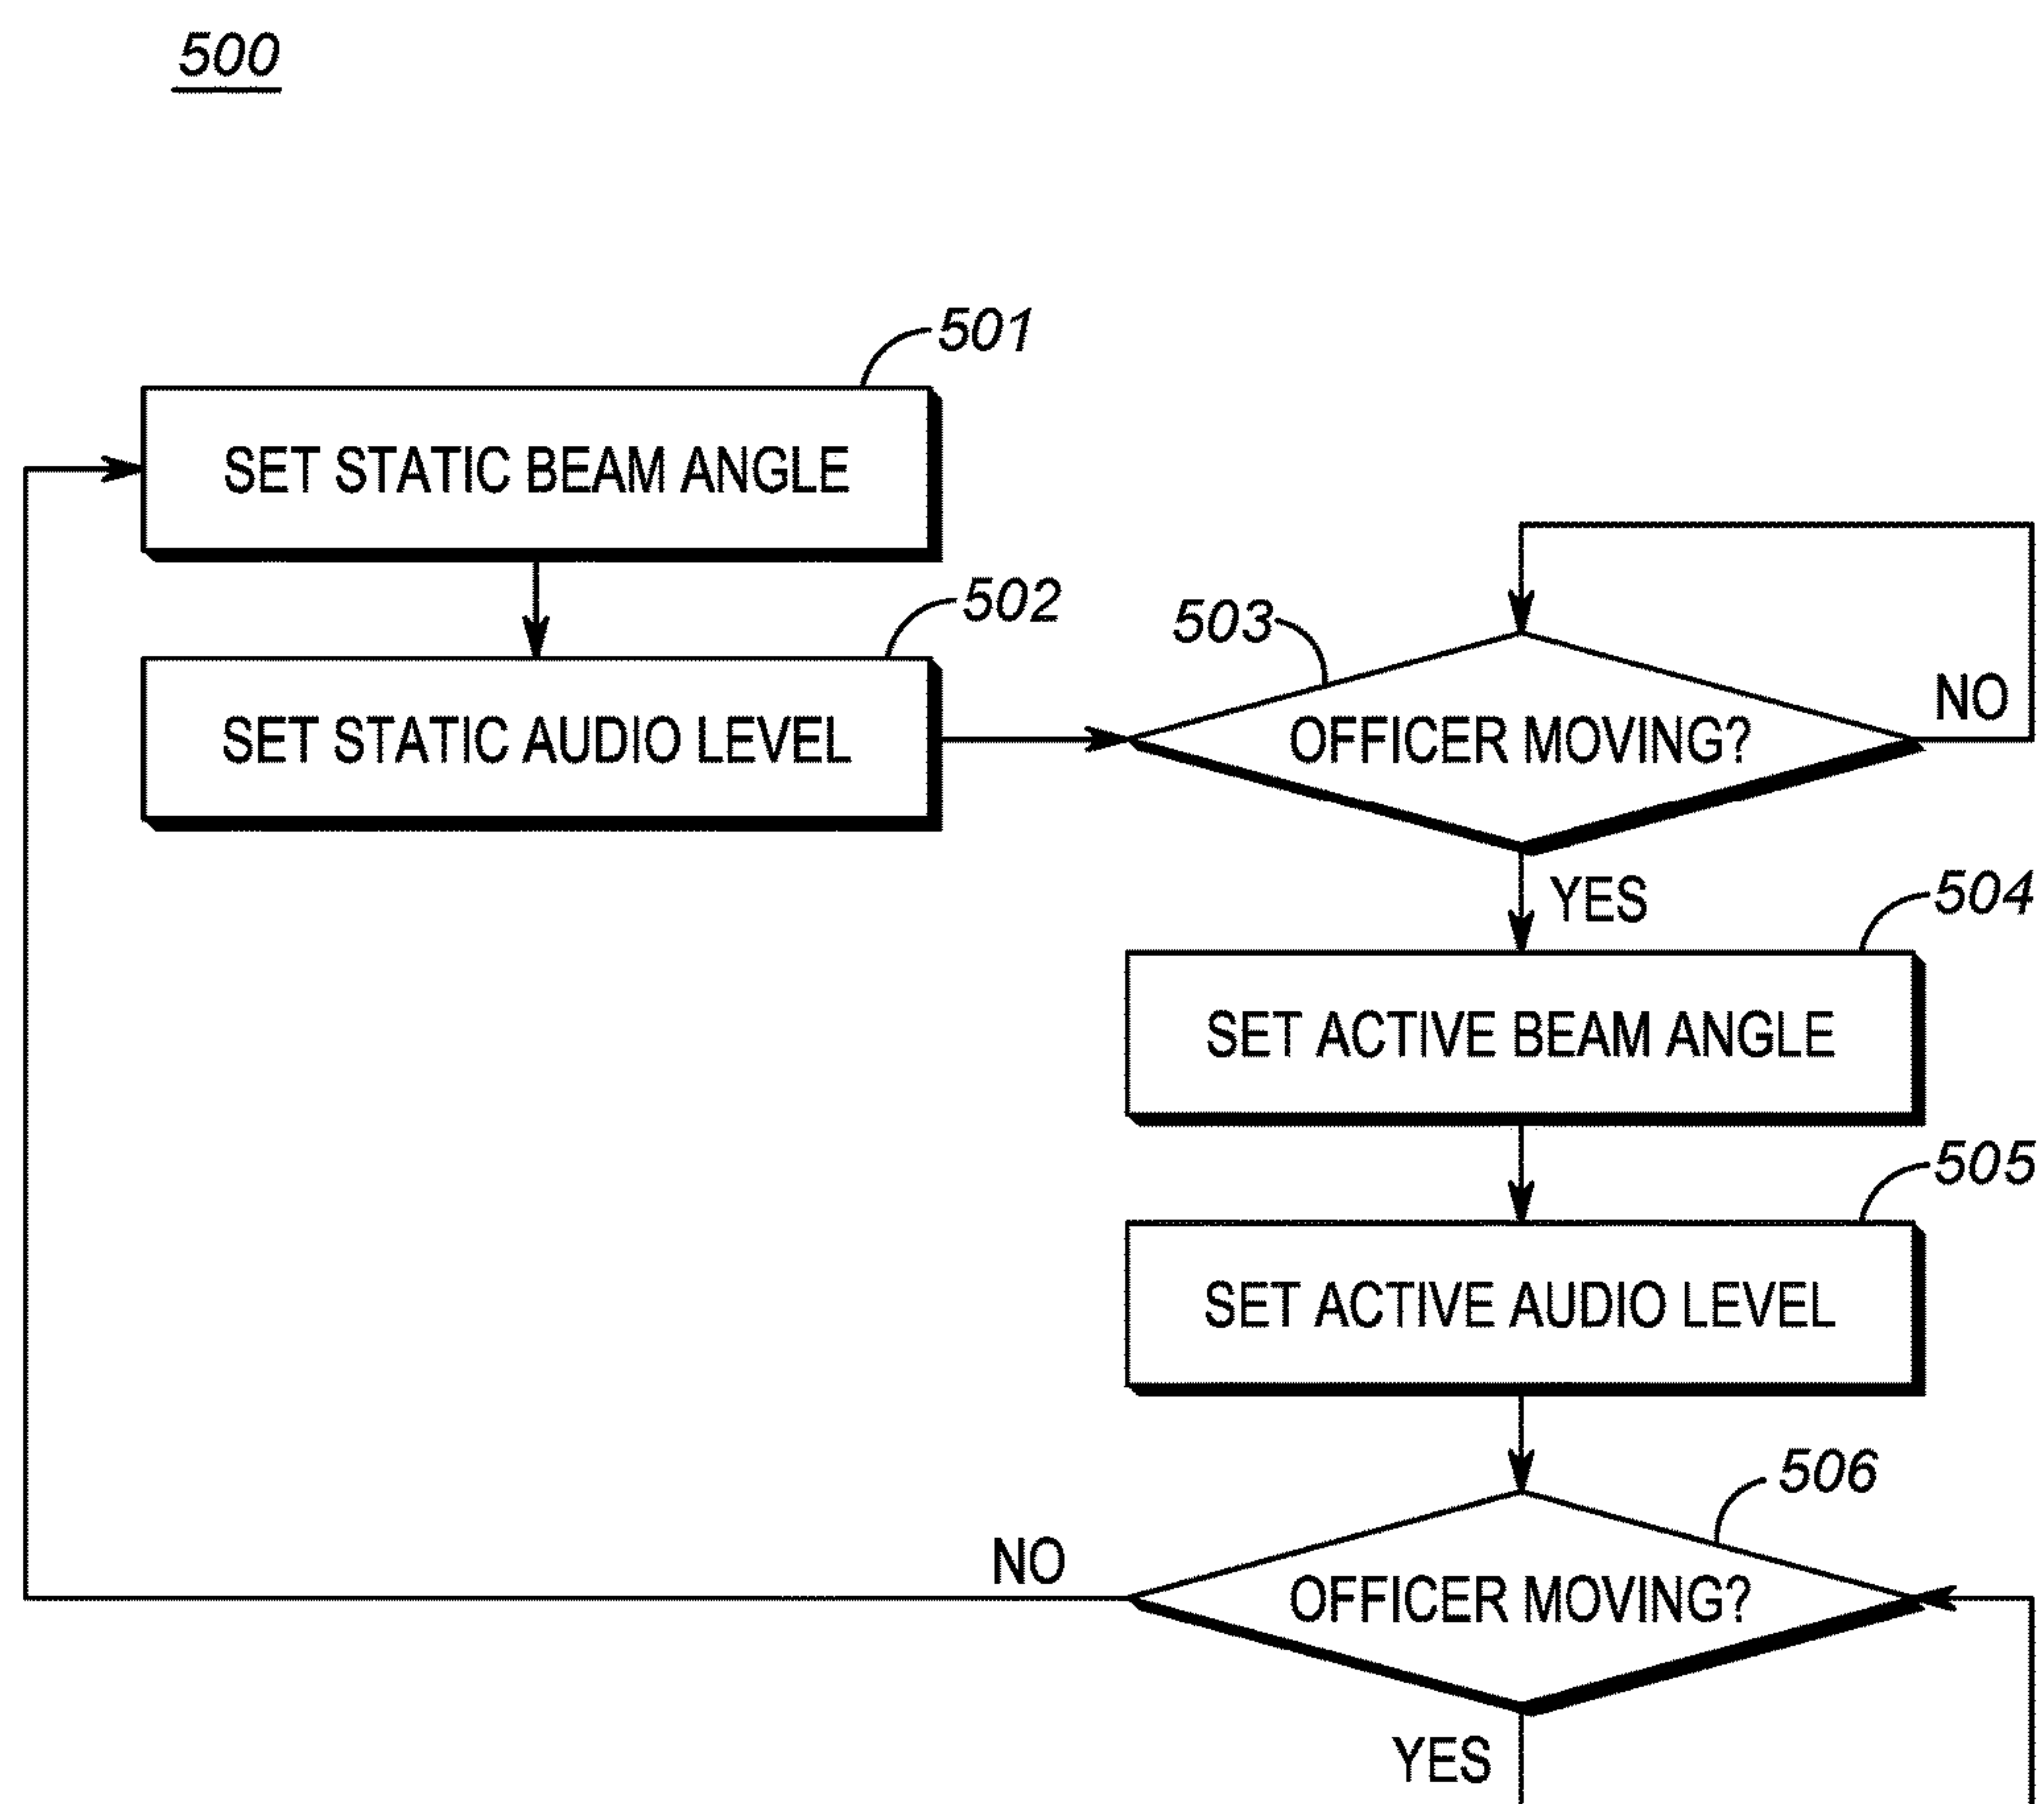 500
501
SET STATIC BEAM ANGLE
502
SET STATIC AUDIO LEVEL
503
OFFICER MOVING?
NO
YES
504
SET ACTIVE BEAM ANGLE
505
SET ACTIVE AUDIO LEVEL
506
OFFICER MOVING?
NO
YES